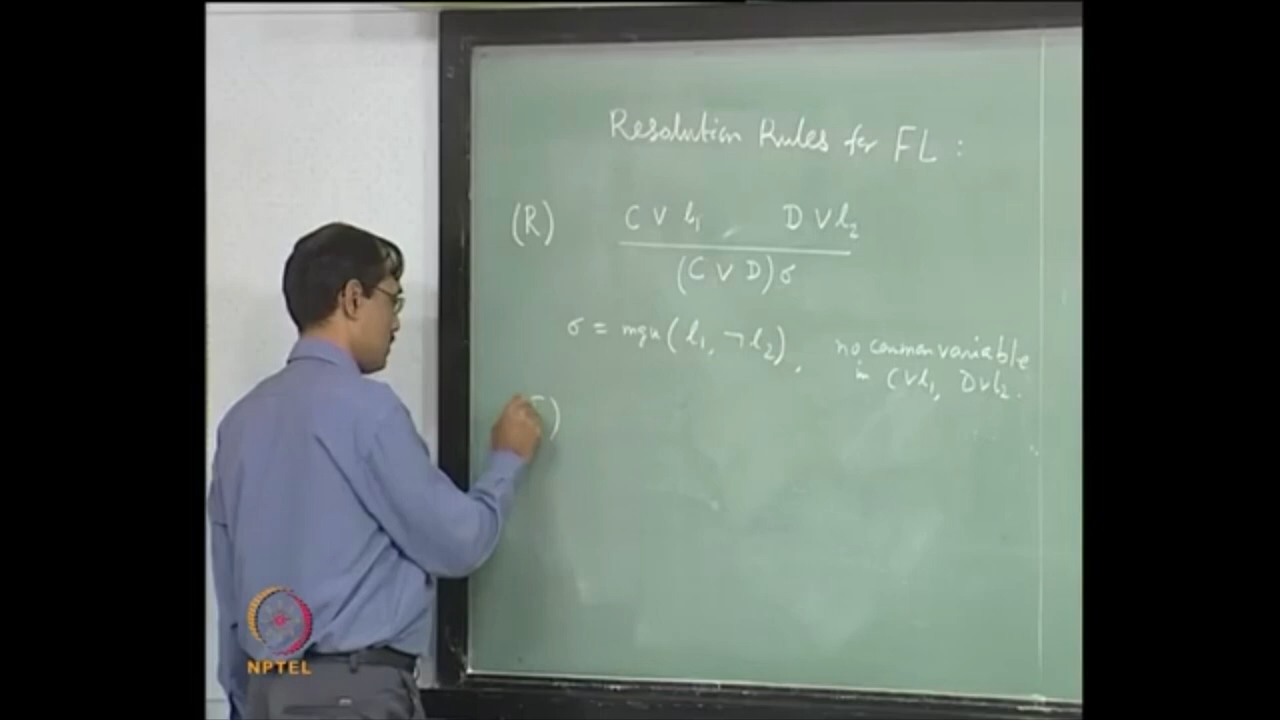 Resolution Rules for FL :
(R) C ∨ l₁ D ∨ l₂
(C ∨ D)σ
σ = mgu(l₁, ¬l₂), no common variable
in C∨l₁, D∨l₂.
)
NPTEL